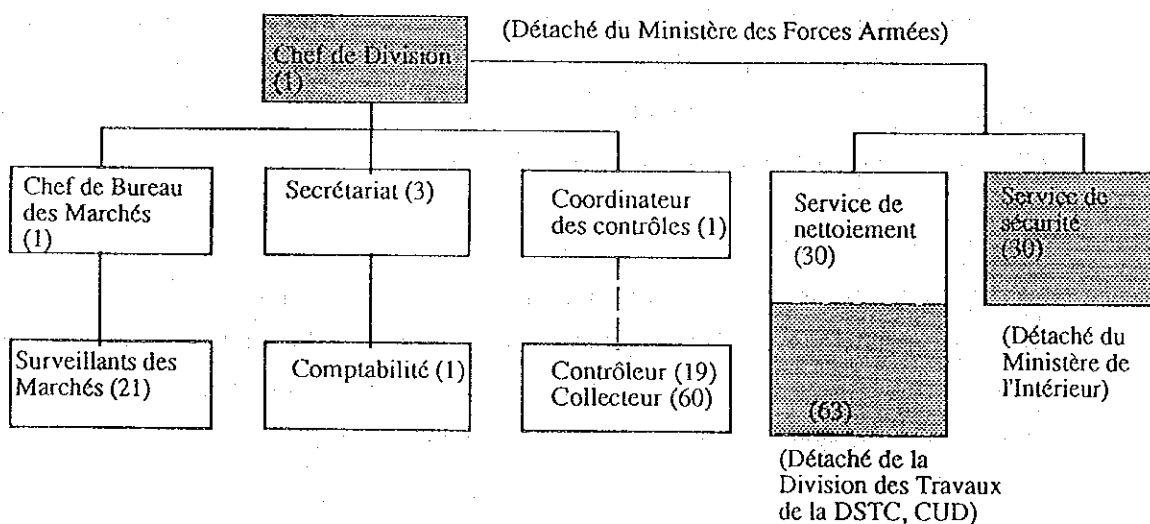 (Détaché du Ministère des Forces Armées)
Chef de Division
(1)
Chef de Bureau
des Marchés
(1)
Secrétariat (3)
Coordinateur
des contrôles (1)
Service de
nettoiement
(30)
Service de
sécurité
(30)
Surveillants des
Marchés (21)
Comptabilité (1)
Contrôleur (19)
Collecteur (60)
(63)
(Détaché du
Ministère de
l'Intérieur)
(Détaché de la
Division des Travaux
de la DSTC, CUD)